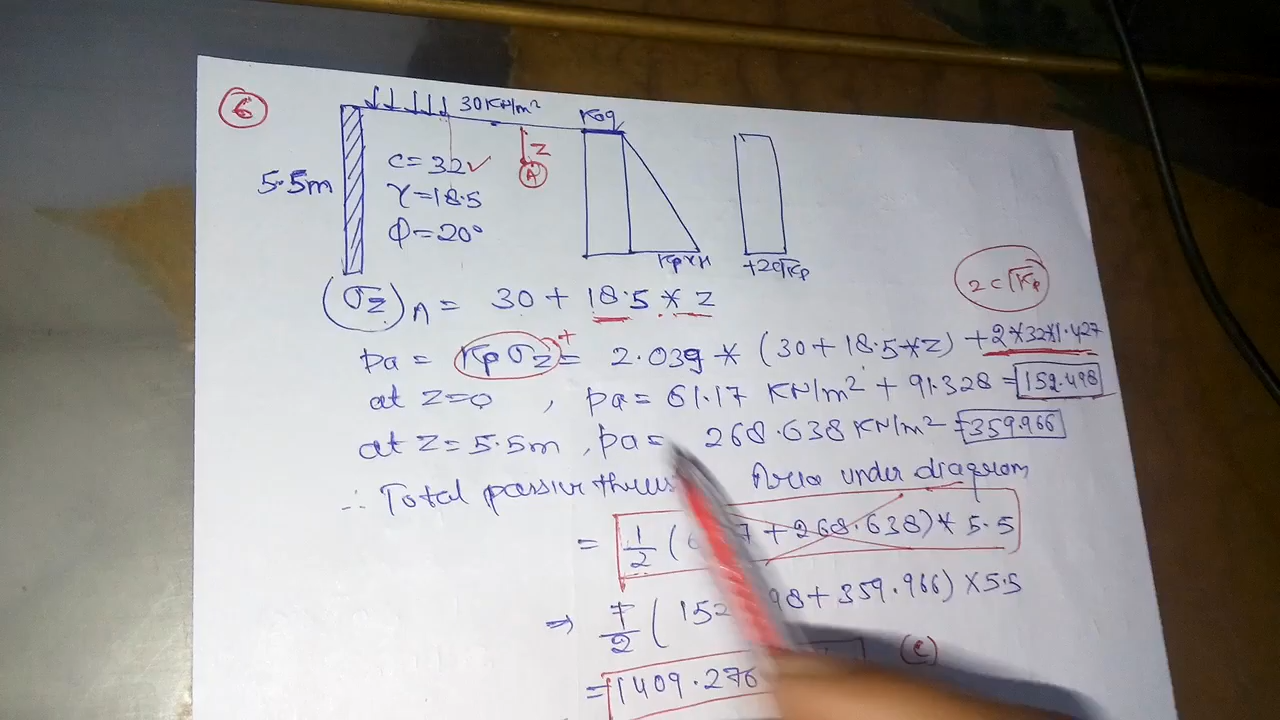 6
30 KN/m²
Koq
5.5m
C=32 ✓
Z
A
γ=18.5
Φ=20°
KpγH
+2c√Kp
2c√Kp
(σz)A = 30 + 18.5 * z
pa = Kpσz + = 2.039 * (30+18.5*z) + 2*32*1.427
at z=0 , pa= 61.17 KN/m² + 91.328 = 152.498
at z=5.5m , pa= 268.638 KN/m² = 359.966
∴ Total passive Area under diagram
= 1/2 ( + 268.638) * 5.5
⇒ 1/2 ( + 359.966) × 5.5
= 1409.276
(C)